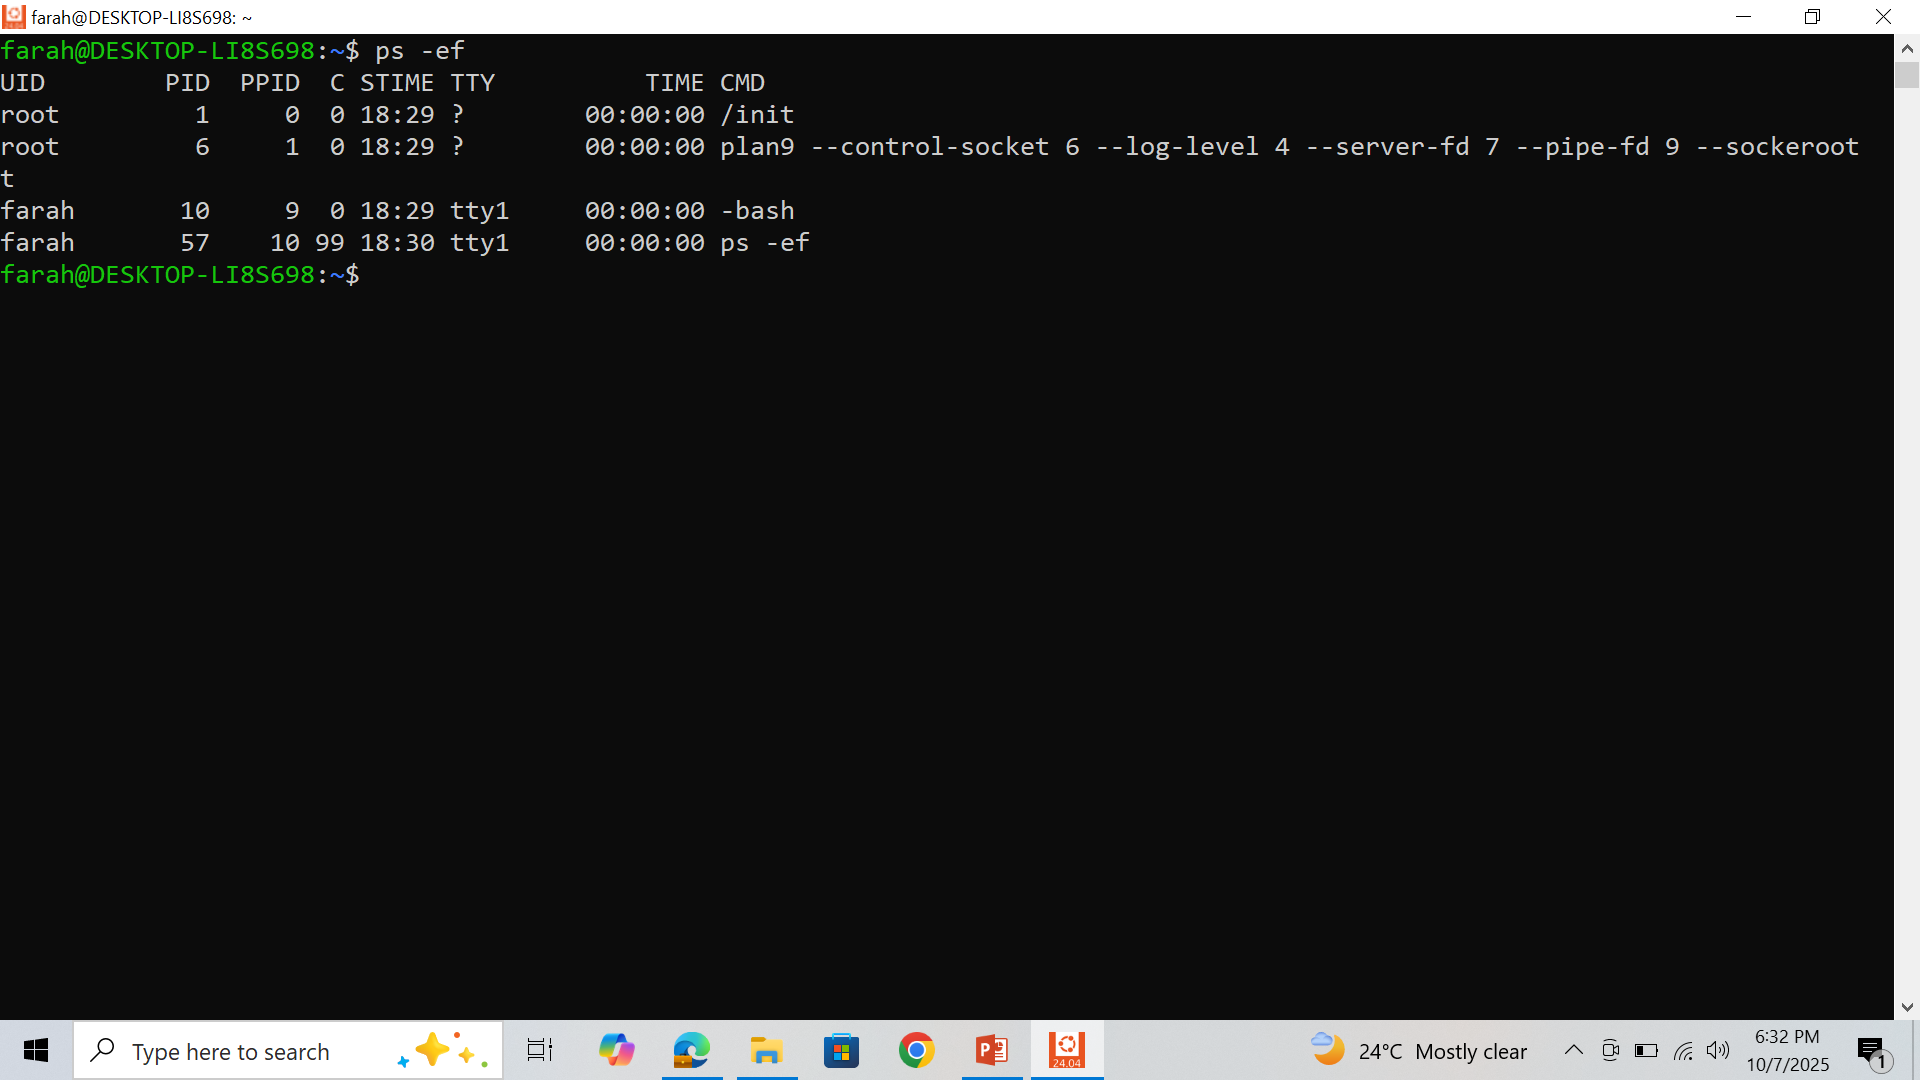 farah@DESKTOP-LI8S698: ~
farah@DESKTOP-LI8S698:~$ ps -ef
UID        PID  PPID  C STIME TTY          TIME CMD
root         1     0  0 18:29 ?        00:00:00 /init
root         6     1  0 18:29 ?        00:00:00 plan9 --control-socket 6 --log-level 4 --server-fd 7 --pipe-fd 9 --sockeroot
t
farah       10     9  0 18:29 tty1     00:00:00 -bash
farah       57    10 99 18:30 tty1     00:00:00 ps -ef
farah@DESKTOP-LI8S698:~$
Type here to search
24.04
24°C Mostly clear
6:32 PM
10/7/2025
1